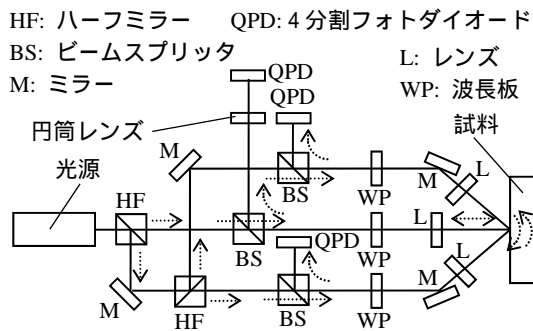 HF: ハーフミラー QPD: 4 分割フォトダイオード
BS: ビームスプリッタ
L: レンズ
M: ミラー
WP: 波長板
QPD
QPD
試料
円筒レンズ
光源
M
HF
BS
WP
M
L
L
QPD
BS
WP
L
M
M
HF
BS
WP